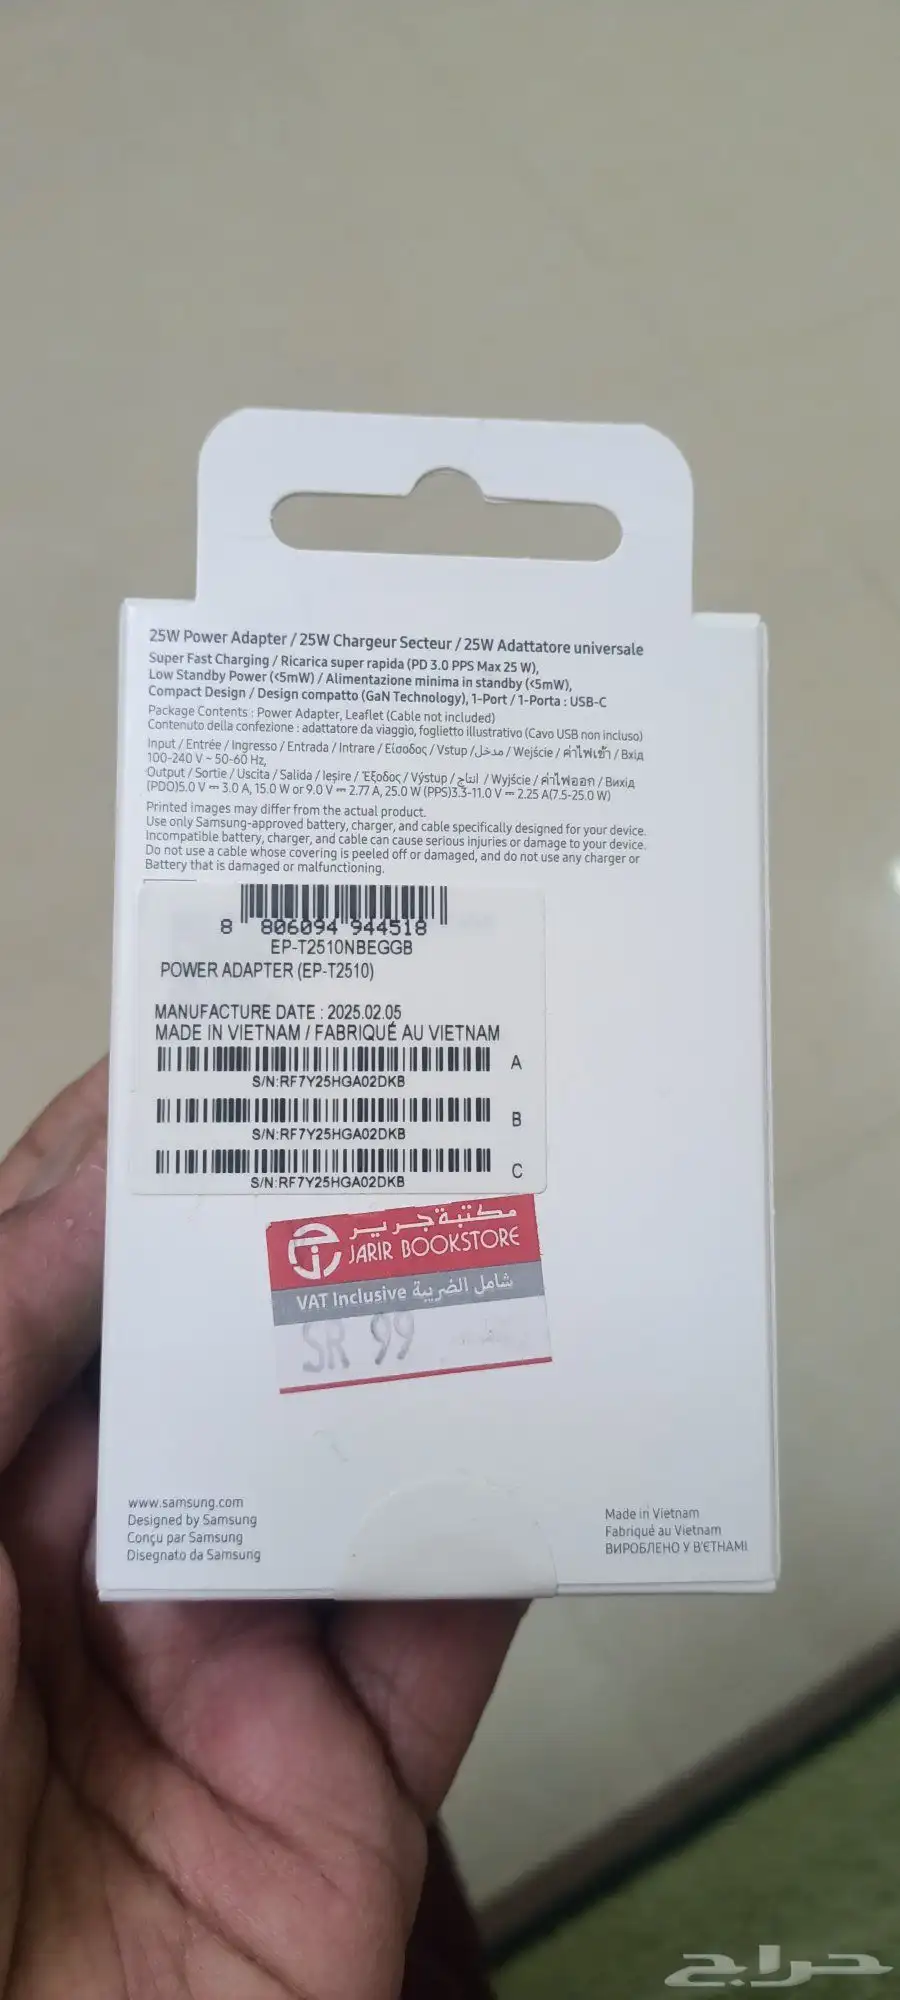 25W Power Adapter / 25W Chargeur Secteur / 25W Adattatore universale
Super Fast Charging / Ricarica super rapida (PD 3.0 PPS Max 25 W),
Low Standby Power (<5mW) / Alimentazione minima in standby (<5mW),
Compact Design / Design compatto (GaN Technology), 1-Port / 1-Porta : USB-C
Package Contents : Power Adapter, Leaflet (Cable not included)
Contenuto della confezione : adattatore da viaggio, foglietto illustrativo (Cavo USB non incluso)
Input / Entrée / Ingresso / Entrada / Intrare / Είσοδος / Vstup / مدخل / Wejście / ค่าไฟเข้า / Вхід
100-240 V ~ 50-60 Hz,
Output / Sortie / Uscita / Salida / Ieșire / Έξοδος / Výstup / إنتاج / Wyjście / ค่าไฟออก / Вихід
(PDO)5.0 V ⎓ 3.0 A, 15.0 W or 9.0 V ⎓ 2.77 A, 25.0 W (PPS)3.3-11.0 V ⎓ 2.25 A(7.5-25.0 W)
Printed images may differ from the actual product.
Use only Samsung-approved battery, charger, and cable specifically designed for your device.
Incompatible battery, charger, and cable can cause serious injuries or damage to your device.
Do not use a cable whose covering is peeled off or damaged, and do not use any charger or
Battery that is damaged or malfunctioning.
8 806094 944518
EP-T2510NBEGGB
POWER ADAPTER (EP-T2510)
MANUFACTURE DATE : 2025.02.05
MADE IN VIETNAM / FABRIQUÉ AU VIETNAM
A
S/N:RF7Y25HGA02DKB
B
S/N:RF7Y25HGA02DKB
C
S/N:RF7Y25HGA02DKB
مكتبة جرير
JARIR BOOKSTORE
VAT Inclusive شامل الضريبة
SR 99
www.samsung.com
Designed by Samsung
Conçu par Samsung
Disegnato da Samsung
Made in Vietnam
Fabriqué au Vietnam
ВИРОБЛЕНО У В'ЄТНАМІ
حراج